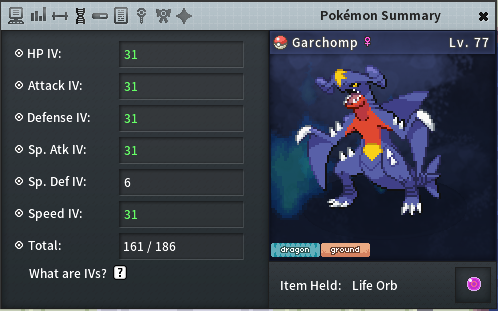 Pokémon Summary
HP IV: 31
Attack IV: 31
Defense IV: 31
Sp. Atk IV: 31
Sp. Def IV: 6
Speed IV: 31
Total: 161 / 186
What are IVs? ?
Garchomp ♀ Lv. 77
dragon ground
Item Held: Life Orb